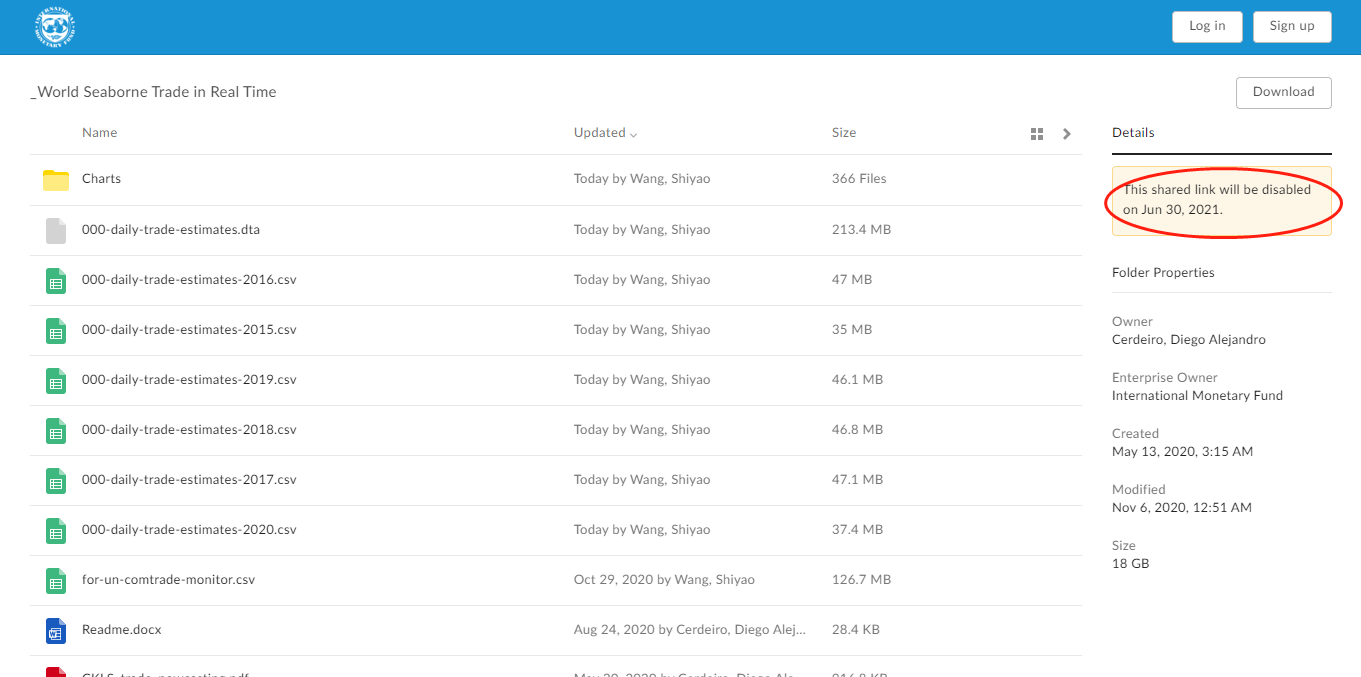 INTERNATIONAL MONETARY FUND
Log in
Sign up
_World Seaborne Trade in Real Time
Download
Name Updated Size
Charts Today by Wang, Shiyao 366 Files
000-daily-trade-estimates.dta Today by Wang, Shiyao 213.4 MB
000-daily-trade-estimates-2016.csv Today by Wang, Shiyao 47 MB
000-daily-trade-estimates-2015.csv Today by Wang, Shiyao 35 MB
000-daily-trade-estimates-2019.csv Today by Wang, Shiyao 46.1 MB
000-daily-trade-estimates-2018.csv Today by Wang, Shiyao 46.8 MB
000-daily-trade-estimates-2017.csv Today by Wang, Shiyao 47.1 MB
000-daily-trade-estimates-2020.csv Today by Wang, Shiyao 37.4 MB
for-un-comtrade-monitor.csv Oct 29, 2020 by Wang, Shiyao 126.7 MB
Readme.docx Aug 24, 2020 by Cerdeiro, Diego Alej... 28.4 KB
Details
This shared link will be disabled
on Jun 30, 2021.
Folder Properties
Owner
Cerdeiro, Diego Alejandro
Enterprise Owner
International Monetary Fund
Created
May 13, 2020, 3:15 AM
Modified
Nov 6, 2020, 12:51 AM
Size
18 GB